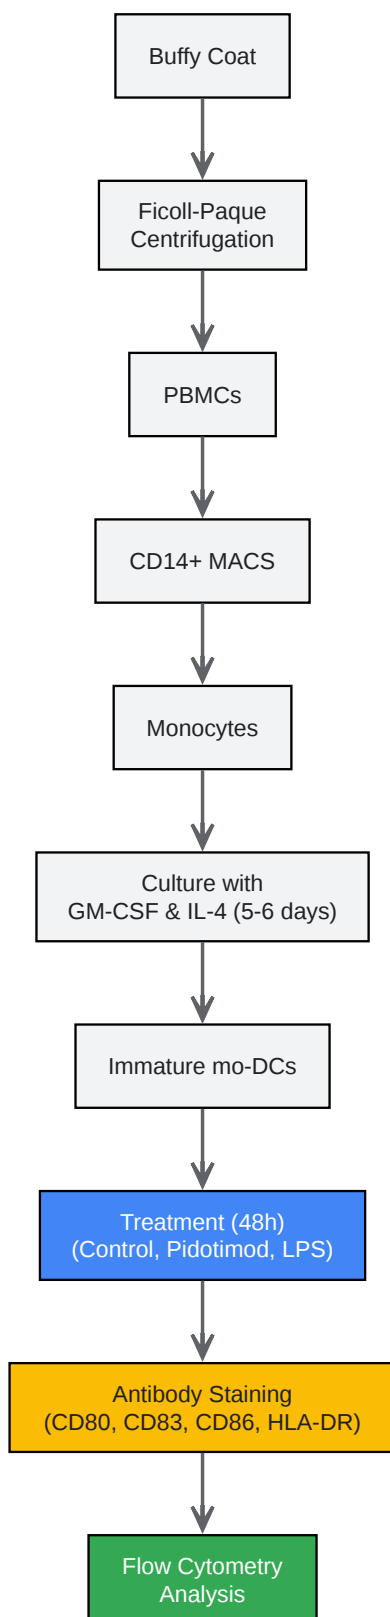 Buffy Coat
Ficoll-Paque
Centrifugation
PBMCs
CD14+ MACS
Monocytes
Culture with
GM-CSF & IL-4 (5-6 days)
Immature mo-DCs
Treatment (48h)
(Control, Pidotimod, LPS)
Antibody Staining
(CD80, CD83, CD86, HLA-DR)
Flow Cytometry
Analysis